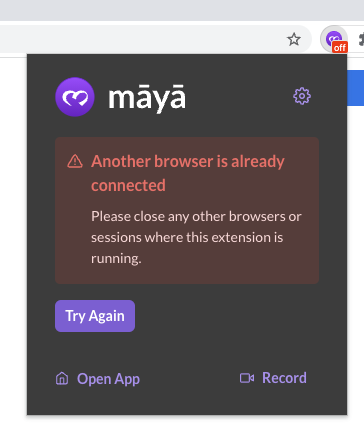 off
māyā
Another browser is already
connected
Please close any other browsers or
sessions where this extension is
running.
Try Again
Open App
Record